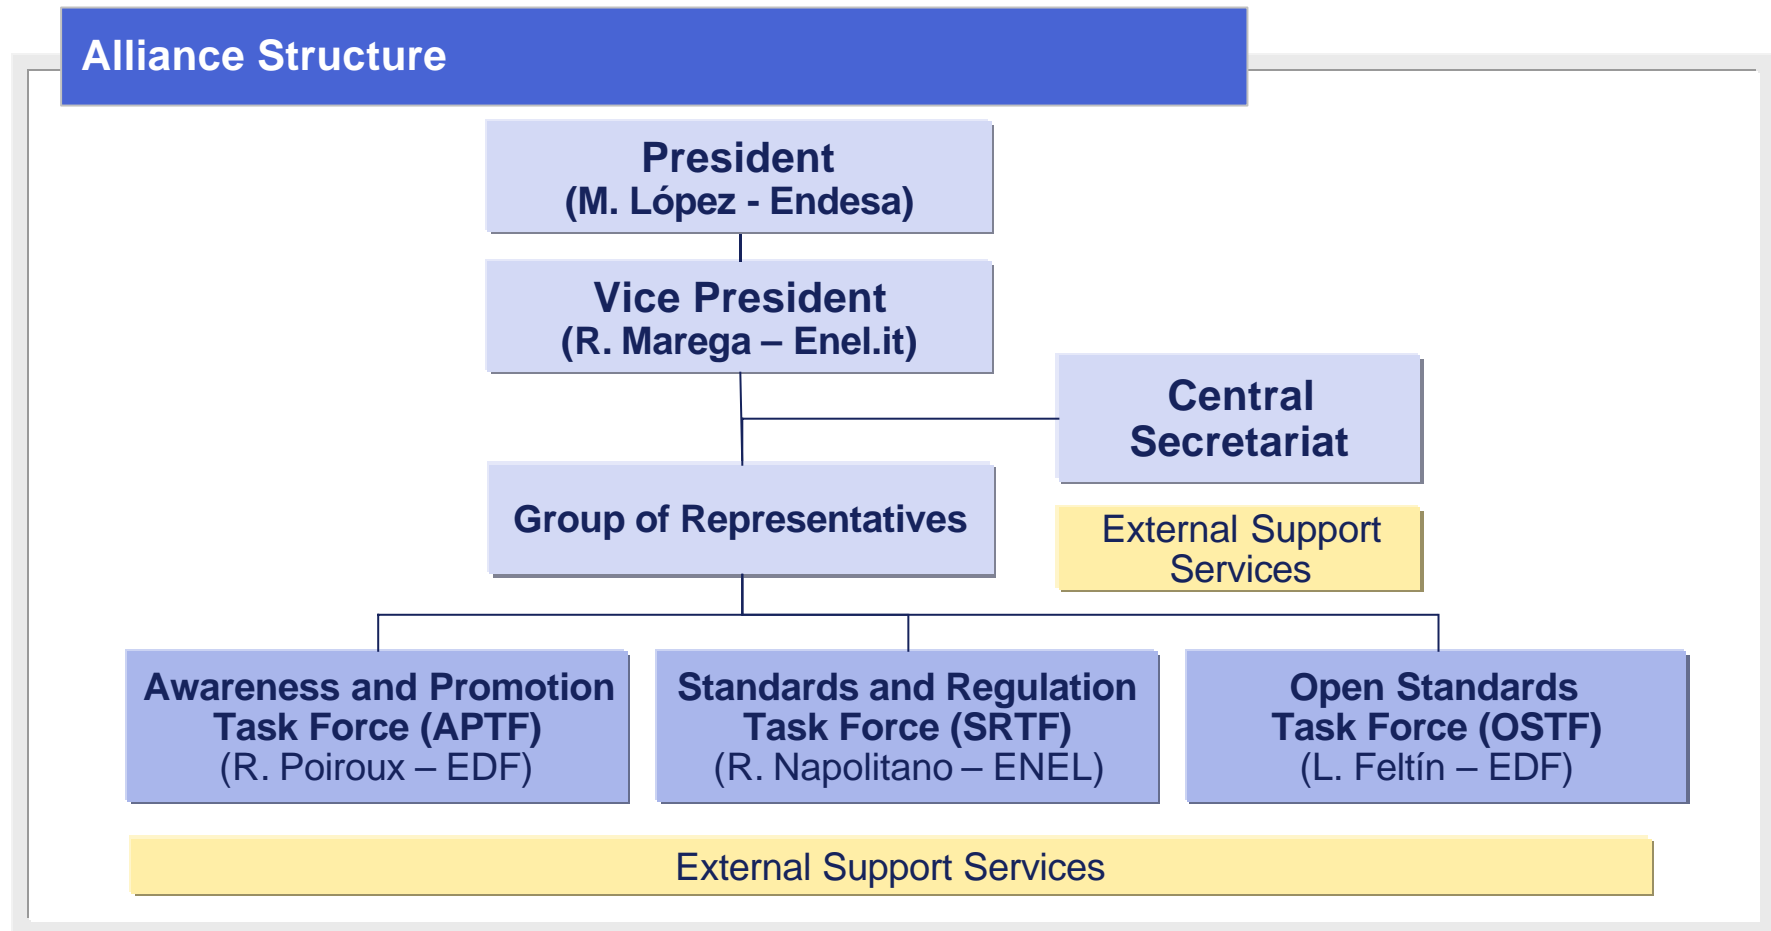 Alliance Structure
President
(M. López - Endesa)
Vice President
(R. Marega – Enel.it)
Central
Secretariat
Group of Representatives
External Support
Services
Awareness and Promotion
Task Force (APTF)
(R. Poiroux – EDF)
Standards and Regulation
Task Force (SRTF)
(R. Napolitano – ENEL)
Open Standards
Task Force (OSTF)
(L. Feltín – EDF)
External Support Services